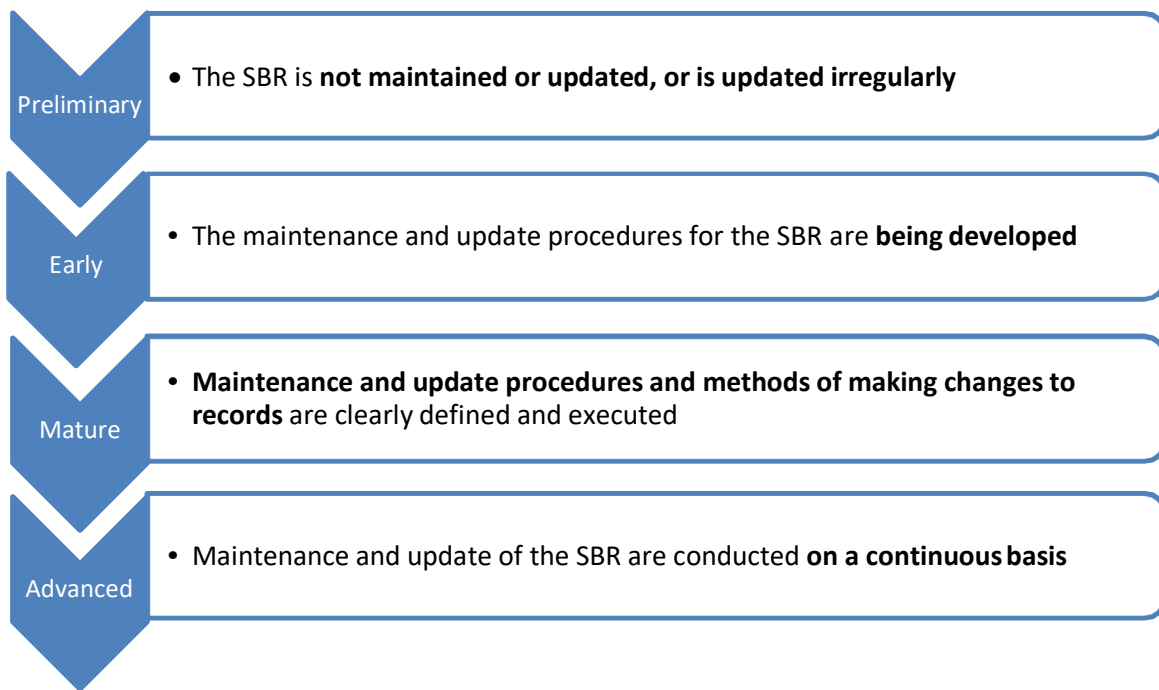 Preliminary
• The SBR is not maintained or updated, or is updated irregularly
Early
• The maintenance and update procedures for the SBR are being developed
Mature
• Maintenance and update procedures and methods of making changes to
records are clearly defined and executed
Advanced
• Maintenance and update of the SBR are conducted on a continuous basis